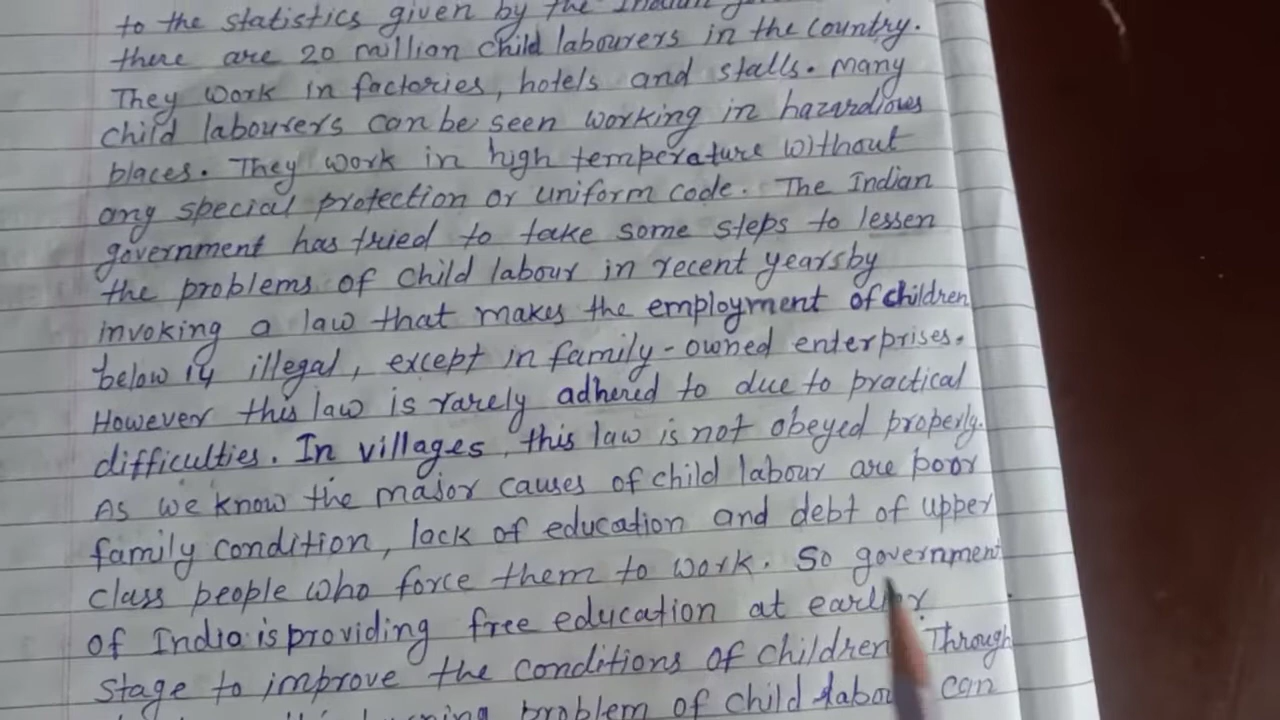 to the statistics given by the Indian
there are 20 million child labourers in the country.
They work in factories, hotels and stalls. Many
child labourers can be seen working in hazardious
places. They work in high temperature without
any special protection or uniform code. The Indian
government has tried to take some steps to lessen
the problems of child labour in recent years by
invoking a law that makes the employment of children
below 14 illegal, except in family-owned enterprises.
However this law is rarely adhered to due to practical
difficulties. In villages, this law is not obeyed properly.
As we know the major causes of child labour are poor
family condition, lack of education and debt of upper
class people who force them to work. So government
of India is providing free education at earlier
stage to improve the conditions of children Through
problem of child labour can